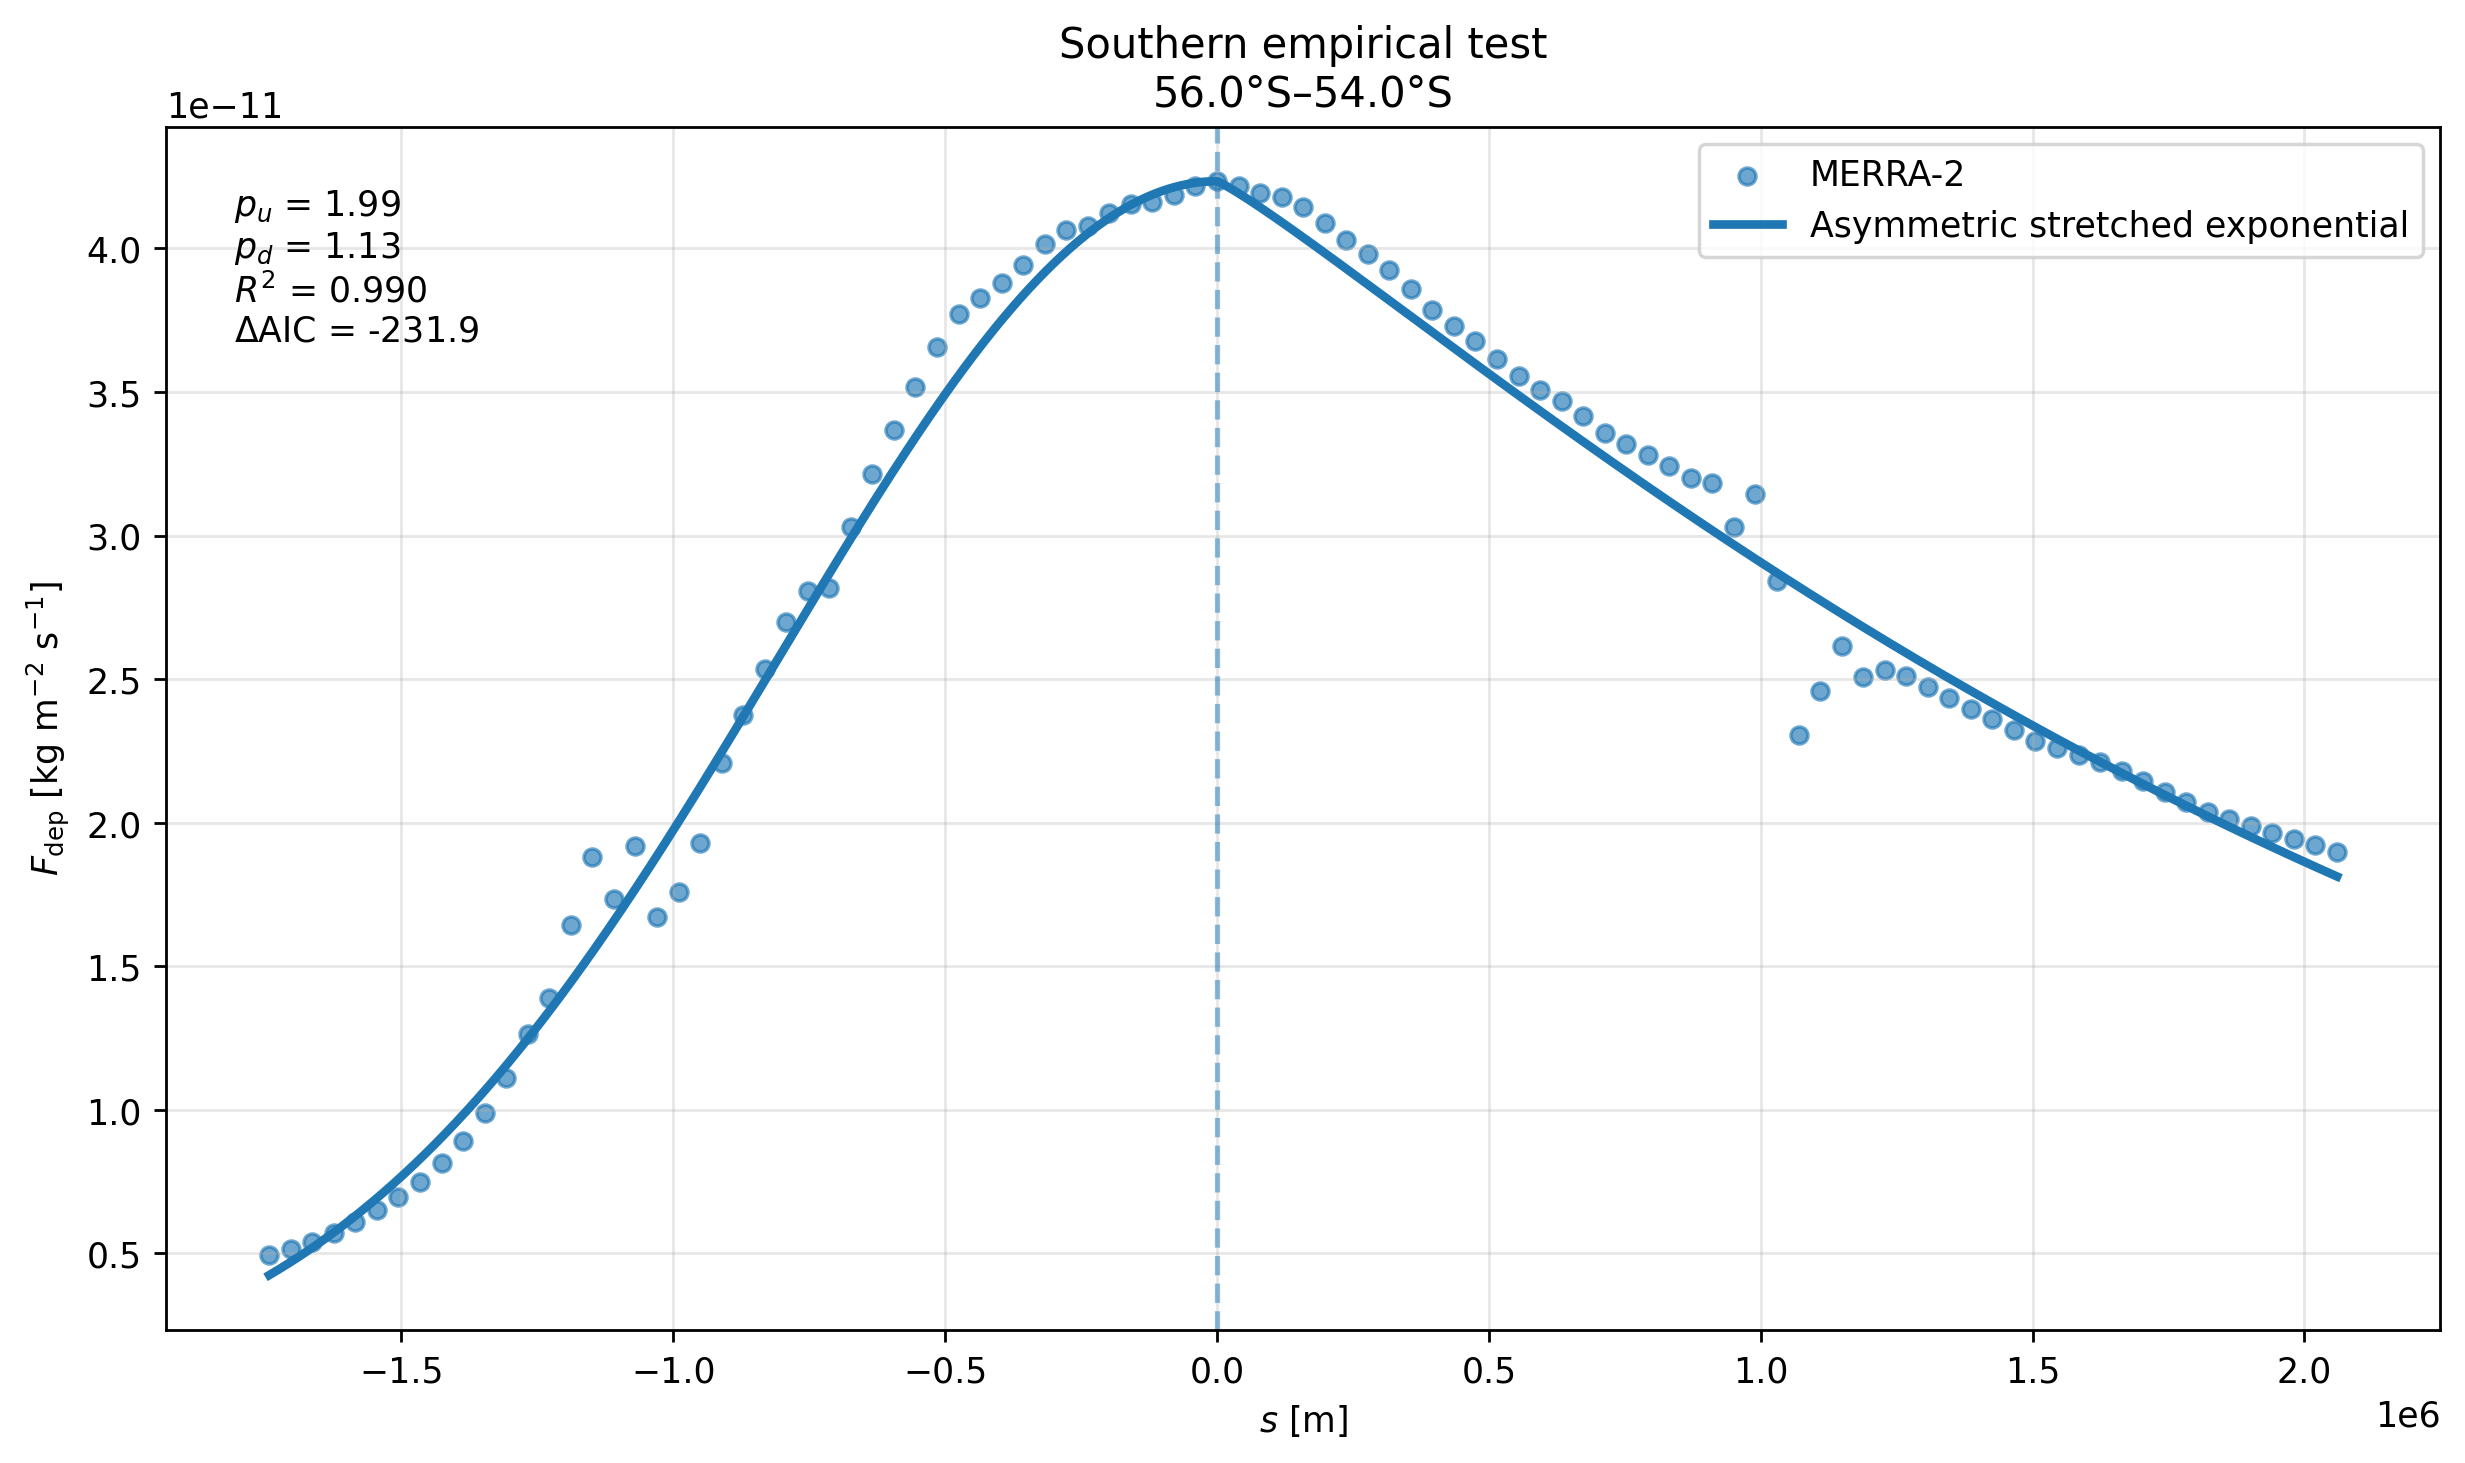 Southern empirical test
56.0°S–54.0°S
1e−11
MERRA-2
Asymmetric stretched exponential
p_u = 1.99
p_d = 1.13
R² = 0.990
ΔAIC = -231.9
4.0
3.5
3.0
2.5
2.0
1.5
1.0
0.5
F_dep [kg m⁻² s⁻¹]
−1.5 −1.0 −0.5 0.0 0.5 1.0 1.5 2.0
1e6
s [m]